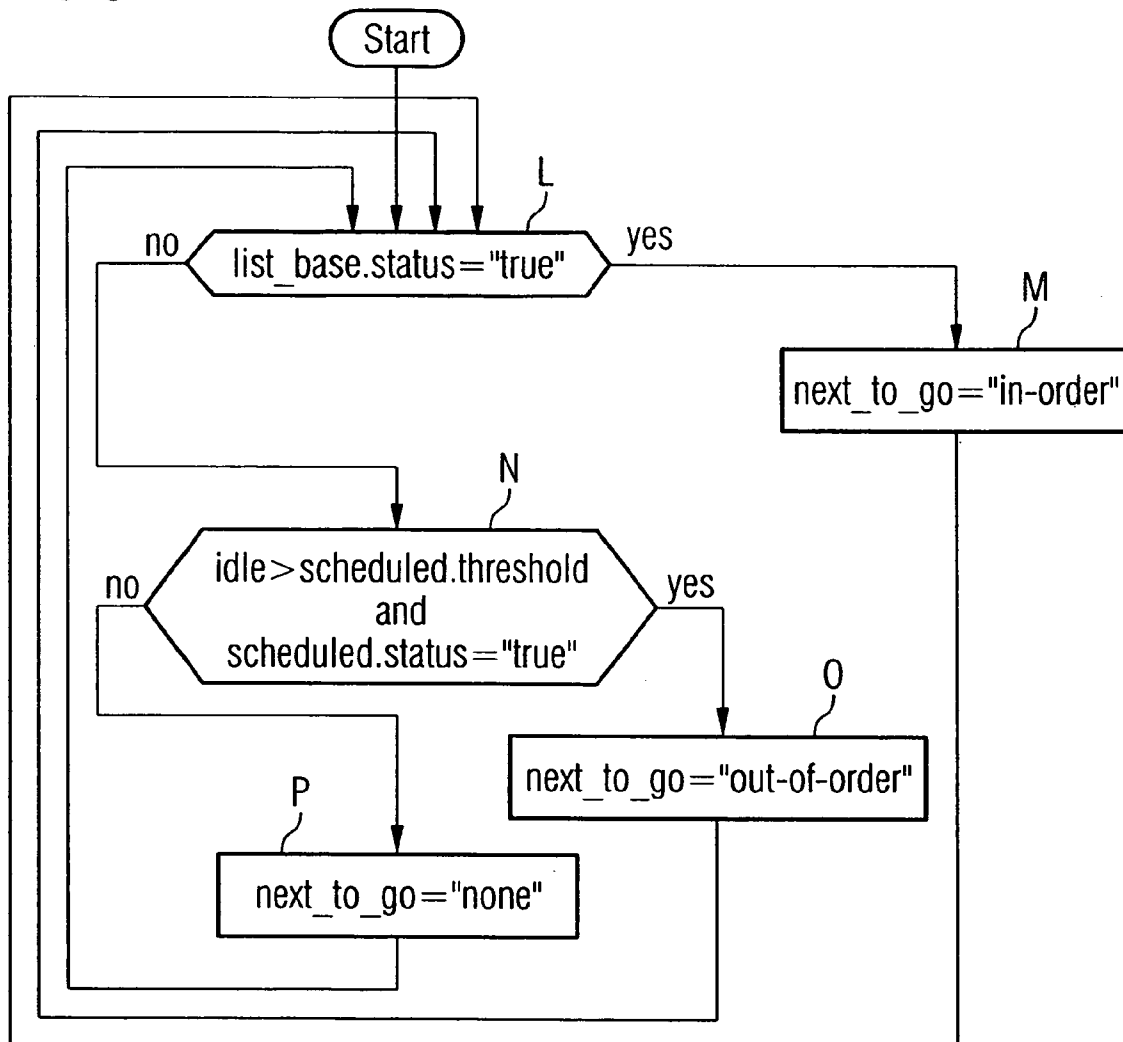 Start
L
no
list_base.status="true"
yes
M
next_to_go="in-order"
N
no
idle>scheduled.threshold
and
scheduled.status="true"
yes
O
next_to_go="out-of-order"
P
next_to_go="none"